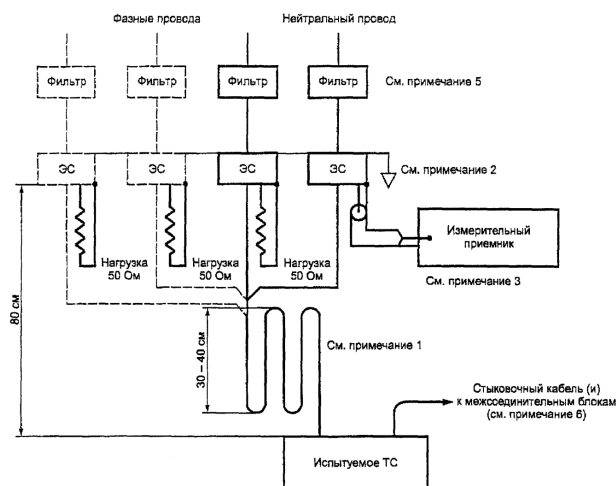 Фазные провода
Нейтральный провод
Фильтр
Фильтр
Фильтр
Фильтр
См. примечание 5
ЭС
ЭС
ЭС
ЭС
См. примечание 2
Нагрузка
50 Ом
Нагрузка
50 Ом
Нагрузка
50 Ом
Измерительный
приемник
См. примечание 3
80 см
30 – 40 см
См. примечание 1
Стыковочный кабель (и)
к межсоединительным блокам
(см. примечание 6)
Испытуемое ТС